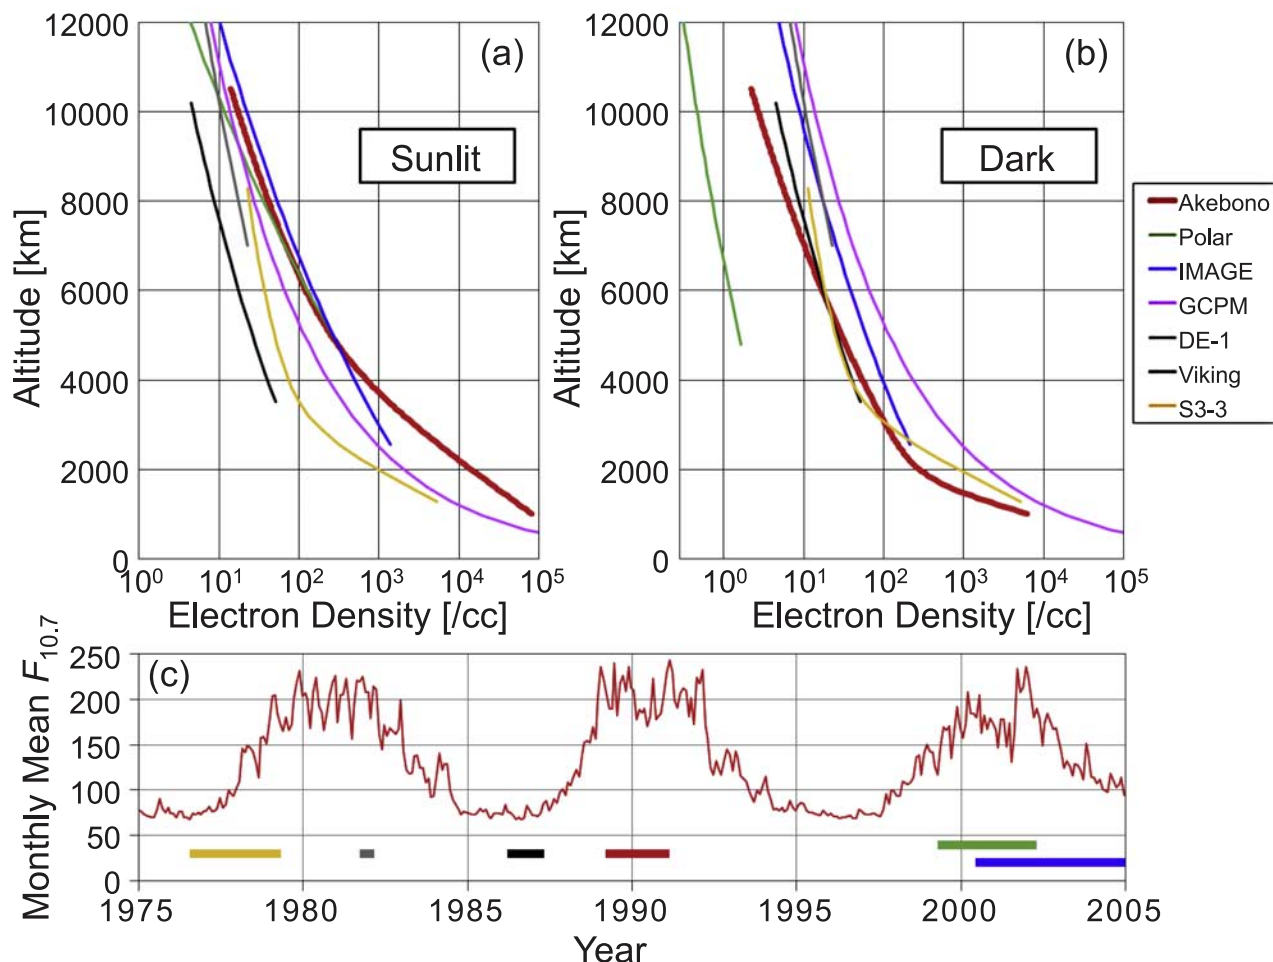 (a)
12000
10000
8000
6000
4000
2000
0
Altitude [km]
Sunlit
10⁰ 10¹ 10² 10³ 10⁴ 10⁵
Electron Density [/cc]
(b)
12000
10000
8000
6000
4000
2000
0
Altitude [km]
Dark
10⁰ 10¹ 10² 10³ 10⁴ 10⁵
Electron Density [/cc]
Akebono
Polar
IMAGE
GCPM
DE-1
Viking
S3-3
(c)
250
200
150
100
50
0
Monthly Mean F10.7
1975 1980 1985 1990 1995 2000 2005
Year